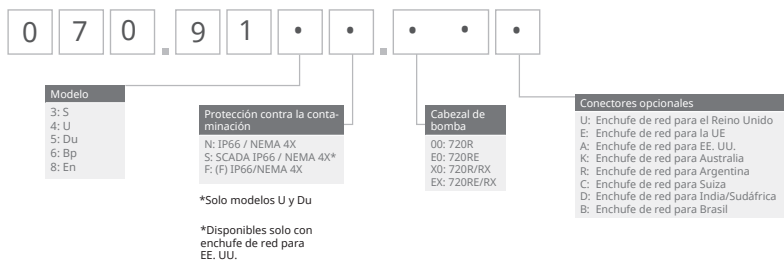 0 7 0 . 9 1 • • . • • •
Modelo
3: S
4: U
5: Du
6: Bp
8: En
Protección contra la conta-
minación
N: IP66 / NEMA 4X
S: SCADA IP66 / NEMA 4X*
F: (F) IP66/NEMA 4X
*Solo modelos U y Du
*Disponibles solo con
enchufe de red para
EE. UU.
Cabezal de
bomba
00: 720R
E0: 720RE
X0: 720R/RX
EX: 720RE/RX
Conectores opcionales
U: Enchufe de red para el Reino Unido
E: Enchufe de red para la UE
A: Enchufe de red para EE. UU.
K: Enchufe de red para Australia
R: Enchufe de red para Argentina
C: Enchufe de red para Suiza
D: Enchufe de red para India/Sudáfrica
B: Enchufe de red para Brasil